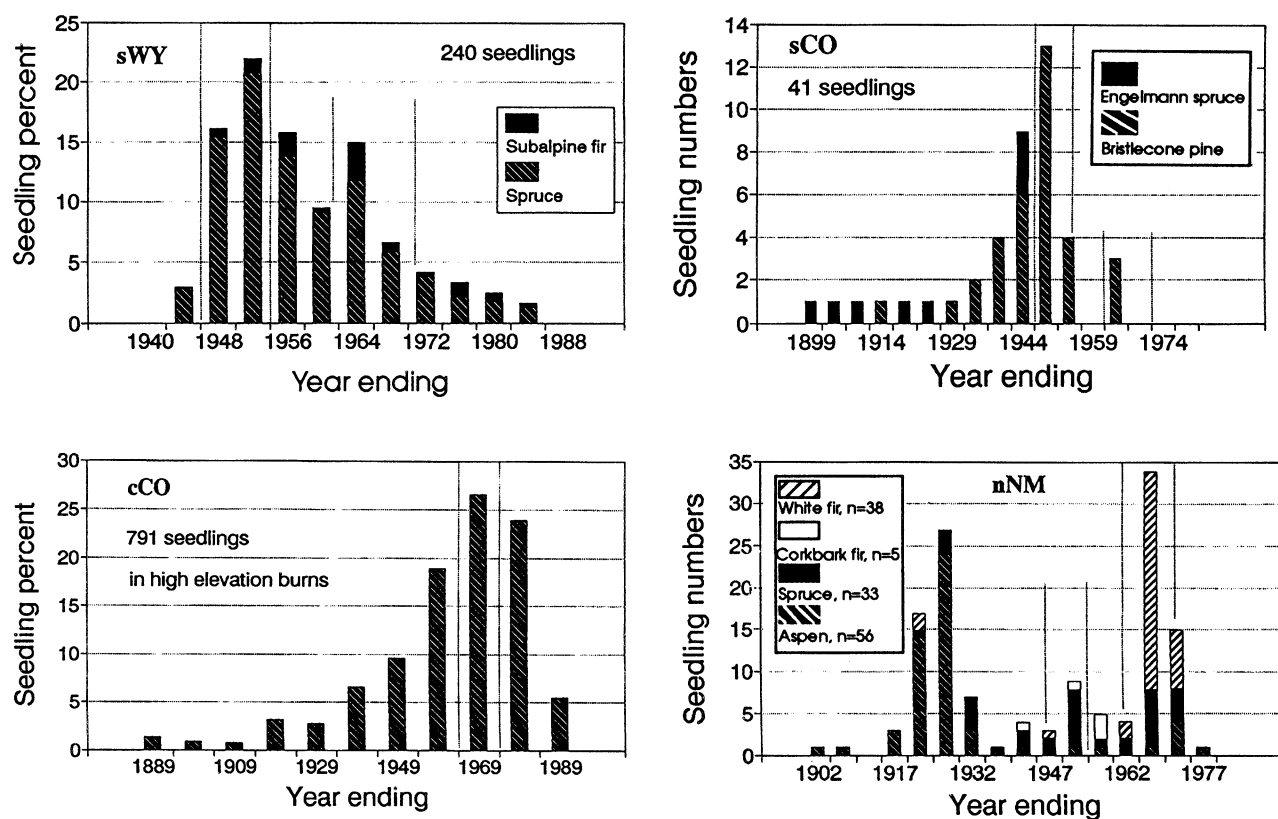 sWY
240 seedlings
Seedling percent
25
20
15
10
5
0
Subalpine fir
Spruce
1940 1948 1956 1964 1972 1980 1988
Year ending
sCO
41 seedlings
Seedling numbers
14
12
10
8
6
4
2
0
Engelmann spruce
Bristlecone pine
1899 1914 1929 1944 1959 1974
Year ending
cCO
791 seedlings
in high elevation burns
Seedling percent
30
25
20
15
10
5
0
1889 1909 1929 1949 1969 1989
Year ending
nNM
Seedling numbers
35
30
25
20
15
10
5
0
White fir, n=38
Corkbark fir, n=5
Spruce, n=33
Aspen, n=56
1902 1917 1932 1947 1962 1977
Year ending